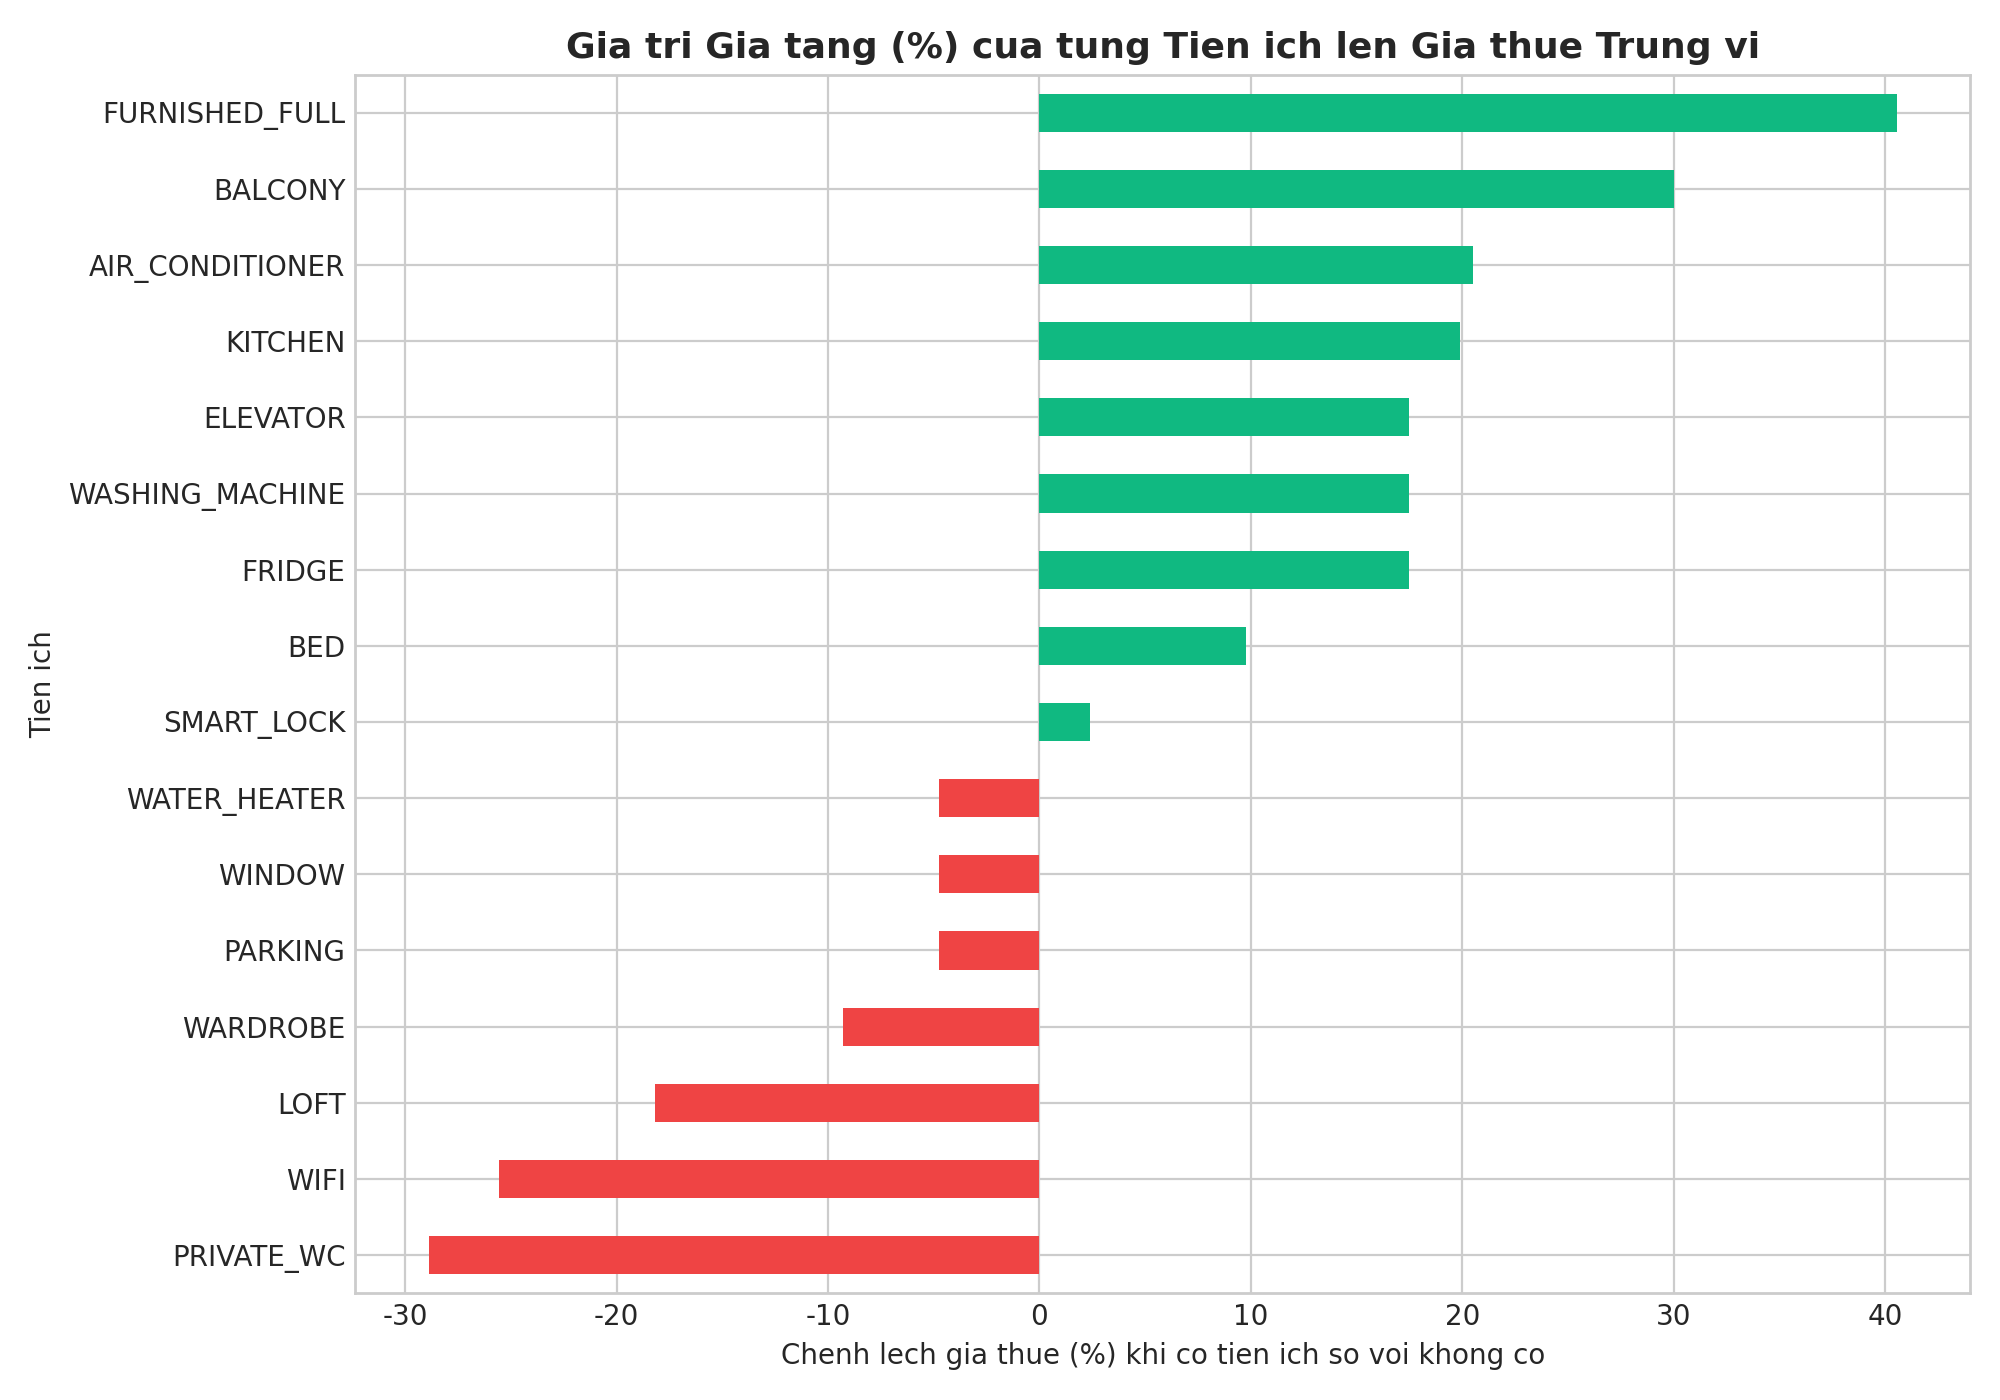 Gia tri Gia tang (%) cua tung Tien ich len Gia thue Trung vi
FURNISHED_FULL
BALCONY
AIR_CONDITIONER
KITCHEN
ELEVATOR
WASHING_MACHINE
FRIDGE
BED
SMART_LOCK
WATER_HEATER
WINDOW
PARKING
WARDROBE
LOFT
WIFI
PRIVATE_WC
Tien ich
-30 -20 -10 0 10 20 30 40
Chenh lech gia thue (%) khi co tien ich so voi khong co